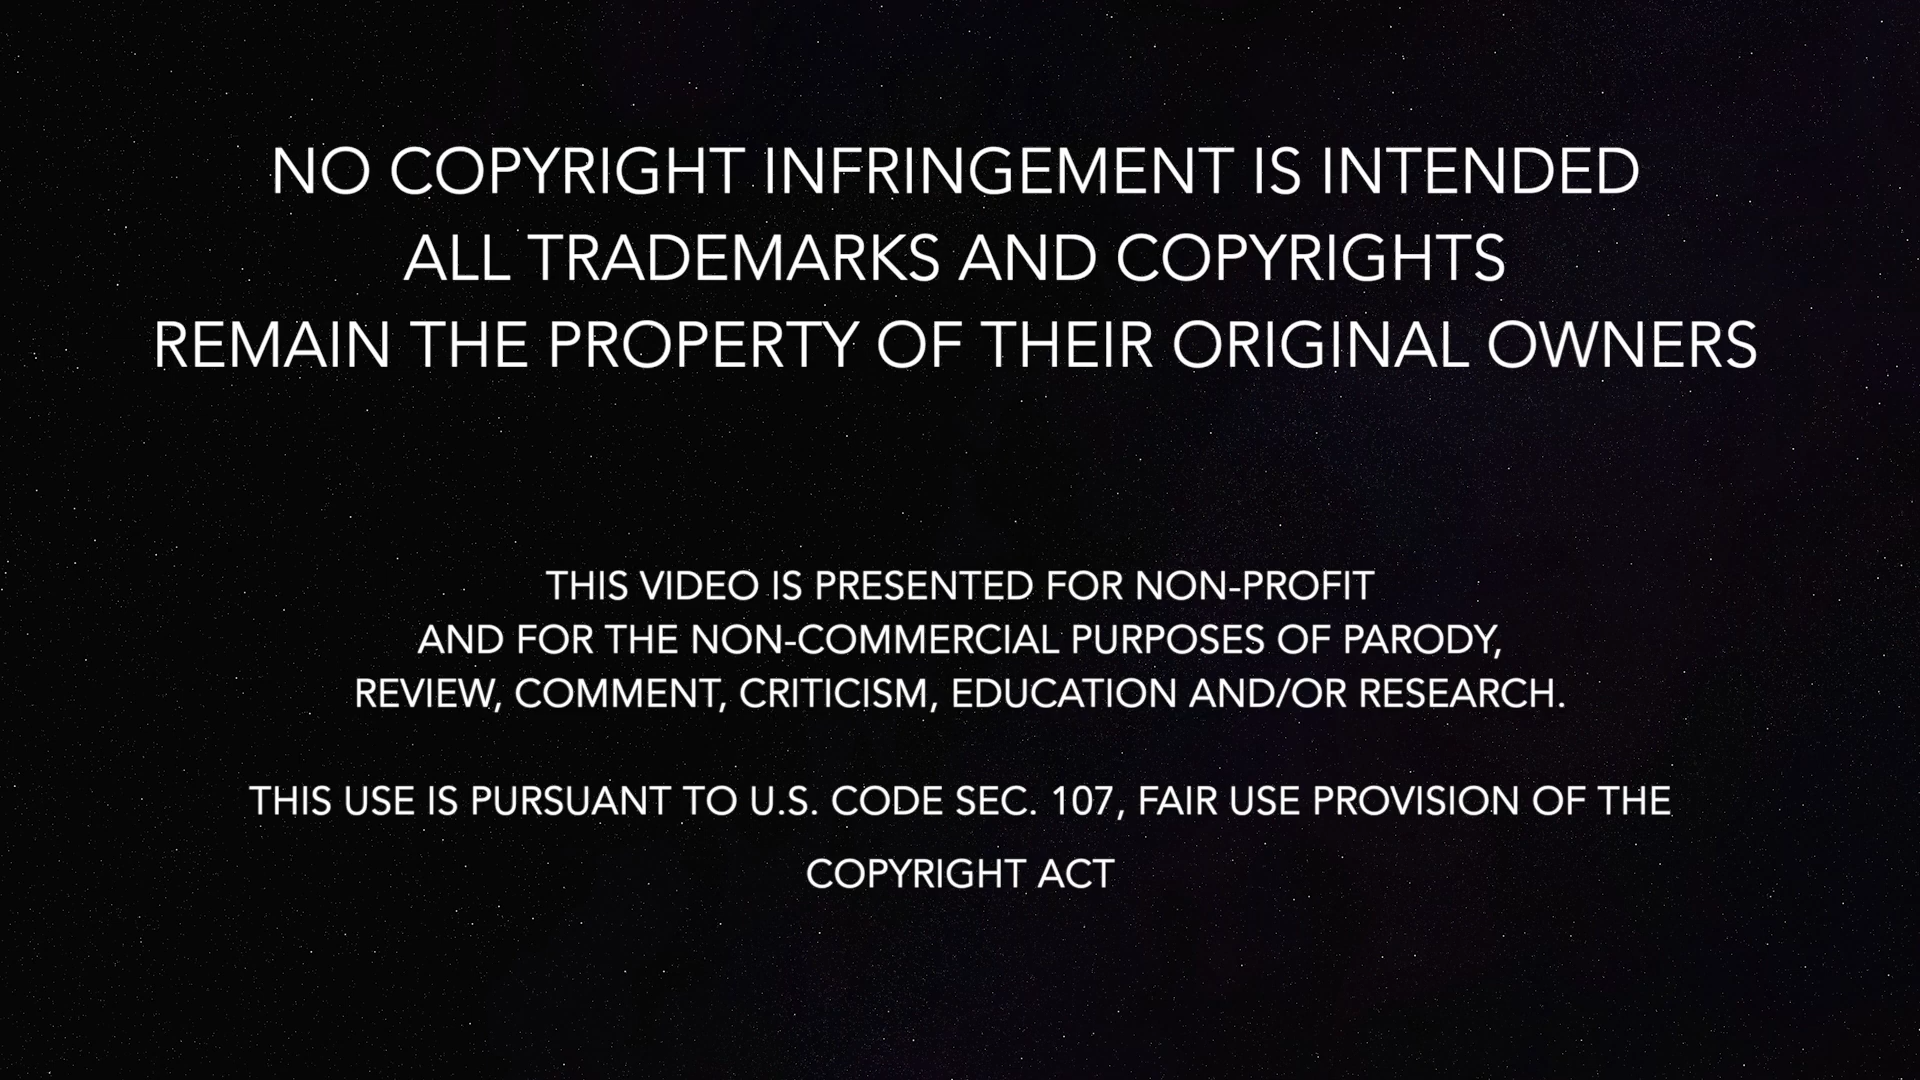 NO COPYRIGHT INFRINGEMENT IS INTENDED
ALL TRADEMARKS AND COPYRIGHTS
REMAIN THE PROPERTY OF THEIR ORIGINAL OWNERS
THIS VIDEO IS PRESENTED FOR NON-PROFIT
AND FOR THE NON-COMMERCIAL PURPOSES OF PARODY,
REVIEW, COMMENT, CRITICISM, EDUCATION AND/OR RESEARCH.
THIS USE IS PURSUANT TO U.S. CODE SEC. 107, FAIR USE PROVISION OF THE
COPYRIGHT ACT